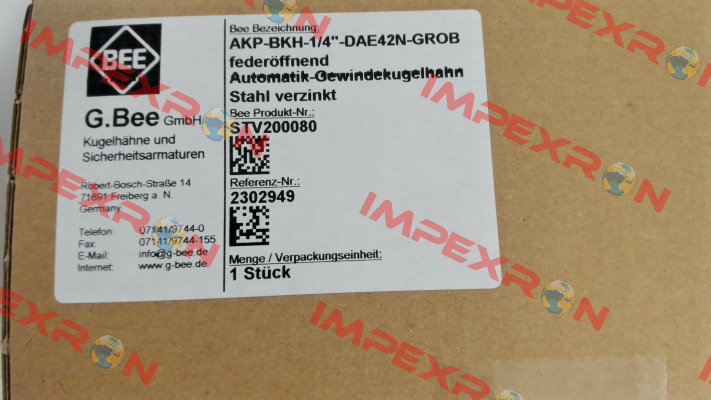 BEE
G.Bee GmbH
Kugelhähne und
Sicherheitsarmaturen
Robert-Bosch-Straße 14
71691 Freiberg a. N.
Germany
Telefon: 07141/9744-0
Fax: 07141/9744-155
E-Mail: info@g-bee.de
Internet: www.g-bee.de
Bee Bezeichnung:
AKP-BKH-1/4"-DAE42N-GROB
federöffnend
Automatik-Gewindekugelhahn
Stahl verzinkt
Bee Produkt-Nr.:
STV200080
Referenz-Nr.:
2302949
Menge / Verpackungseinheit:
1 Stück
IMPEXRON
IMPEXRON
IMPEXRON
IMPEXRON